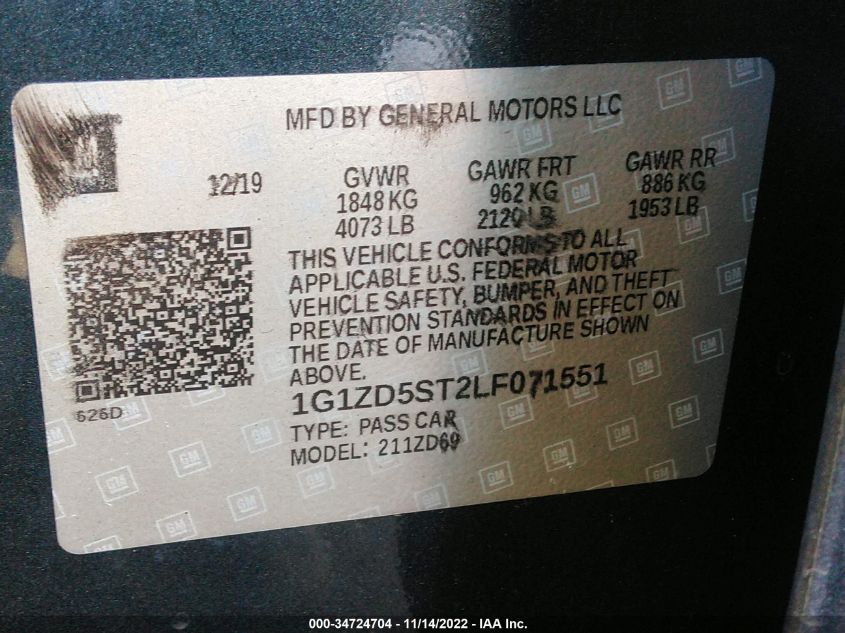 MFD BY GENERAL MOTORS LLC
12/19
GVWR
1848 KG
4073 LB
GAWR FRT
962 KG
2120 LB
GAWR RR
886 KG
1953 LB
THIS VEHICLE CONFORMS TO ALL
APPLICABLE U.S. FEDERAL MOTOR
VEHICLE SAFETY, BUMPER, AND THEFT
PREVENTION STANDARDS IN EFFECT ON
THE DATE OF MANUFACTURE SHOWN
ABOVE.
626D
1G1ZD5ST2LF071551
TYPE: PASS CAR
MODEL: 211ZD69
GM
000-34724704 - 11/14/2022 - IAA Inc.